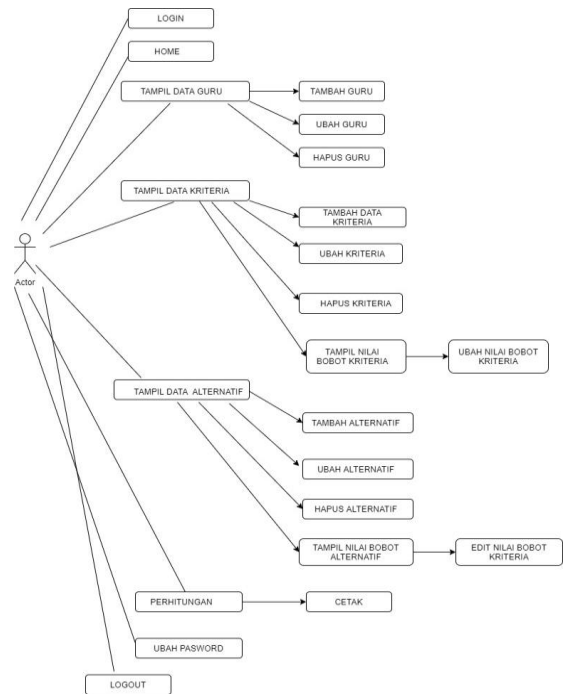 LOGIN
HOME
TAMPIL DATA GURU
TAMBAH GURU
UBAH GURU
HAPUS GURU
TAMPIL DATA KRITERIA
TAMBAH DATA
KRITERIA
UBAH KRITERIA
HAPUS KRITERIA
TAMPIL NILAI
BOBOT KRITERIA
UBAH NILAI BOBOT
KRITERIA
Actor
TAMPIL DATA ALTERNATIF
TAMBAH ALTERNATIF
UBAH ALTERNATIF
HAPUS ALTERNATIF
TAMPIL NILAI BOBOT
ALTERNATIF
EDIT NILAI BOBOT
KRITERIA
PERHITUNGAN
CETAK
UBAH PASWORD
LOGOUT